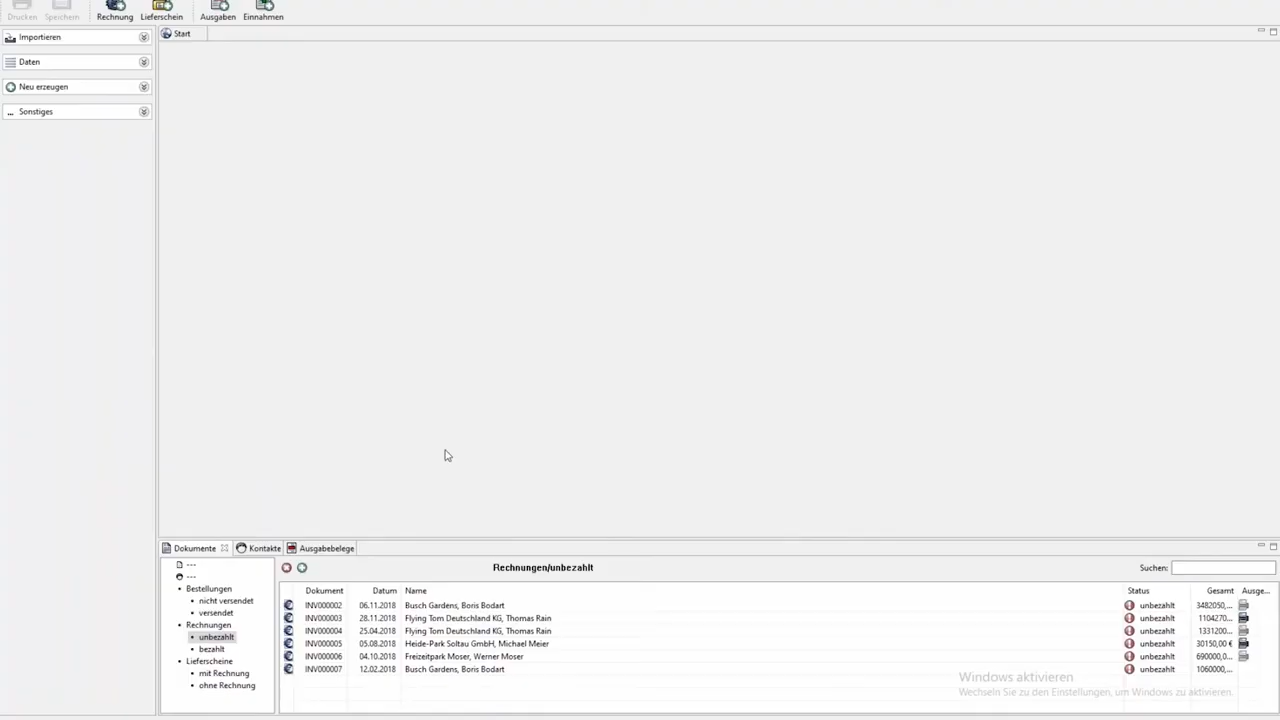 Drucken Speichern Rechnung Lieferschein Ausgaben Einnahmen
Importieren
Daten
Neu erzeugen
Sonstiges
Start
Dokumente Kontakte Ausgabebelege
---
---
Bestellungen
nicht versendet
versendet
Rechnungen
unbezahlt
bezahlt
Lieferscheine
mit Rechnung
ohne Rechnung
Rechnungen/unbezahlt Suchen:
Dokument Datum Name Status Gesamt Ausge...
INV000002 06.11.2018 Busch Gardens, Boris Bodart unbezahlt 3482050,...
INV000003 28.11.2018 Flying Tom Deutschland KG, Thomas Rain unbezahlt 1104270...
INV000004 25.04.2018 Flying Tom Deutschland KG, Thomas Rain unbezahlt 1331200...
INV000005 05.08.2018 Heide-Park Soltau GmbH, Michael Meier unbezahlt 30150,00 €
INV000006 04.10.2018 Freizeitpark Moser, Werner Moser unbezahlt 690000,0...
INV000007 12.02.2018 Busch Gardens, Boris Bodart unbezahlt 1060000,...
Windows aktivieren
Wechseln Sie zu den Einstellungen, um Windows zu aktivieren.